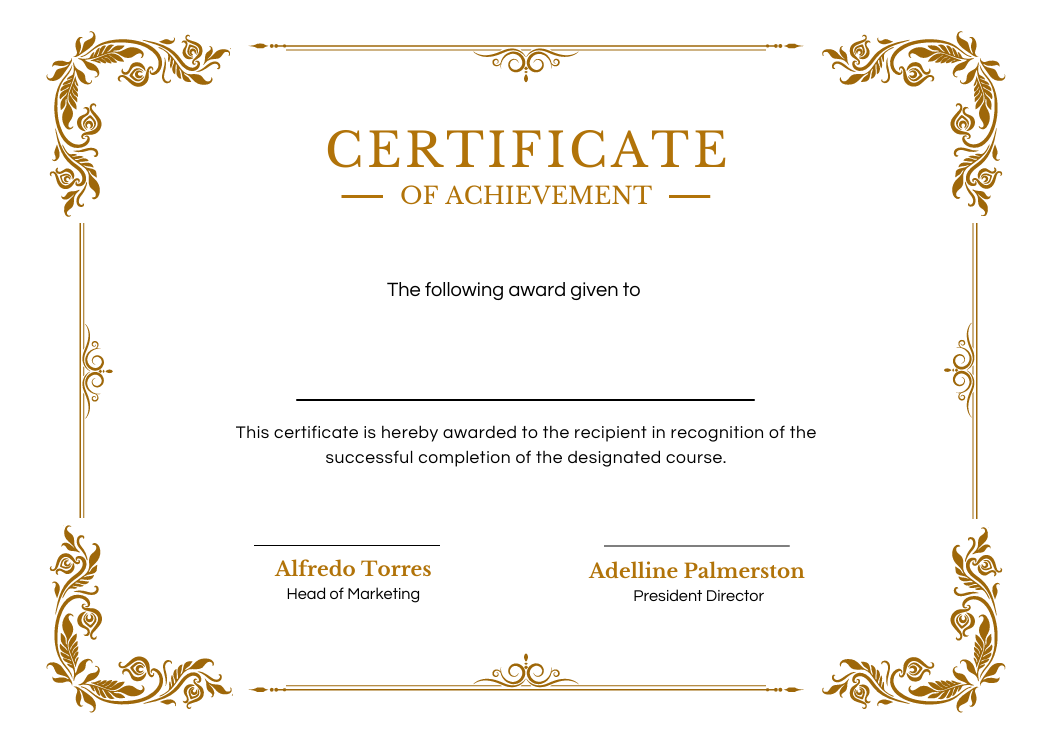 CERTIFICATE
OF ACHIEVEMENT
The following award given to
This certificate is hereby awarded to the recipient in recognition of the
successful completion of the designated course.
Alfredo Torres
Head of Marketing
Adelline Palmerston
President Director